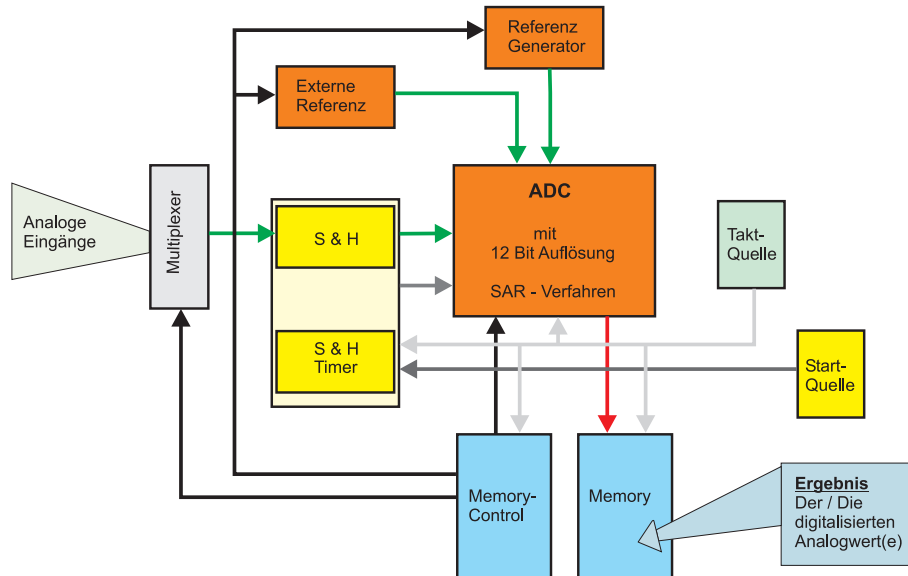 Referenz
Generator
Externe
Referenz
Analoge
Eingänge
Multiplexer
S & H
ADC
mit
12 Bit Auflösung
SAR - Verfahren
Takt-
Quelle
S & H
Timer
Start-
Quelle
Memory-
Control
Memory
Ergebnis
Der / Die
digitalisierten
Analogwert(e)